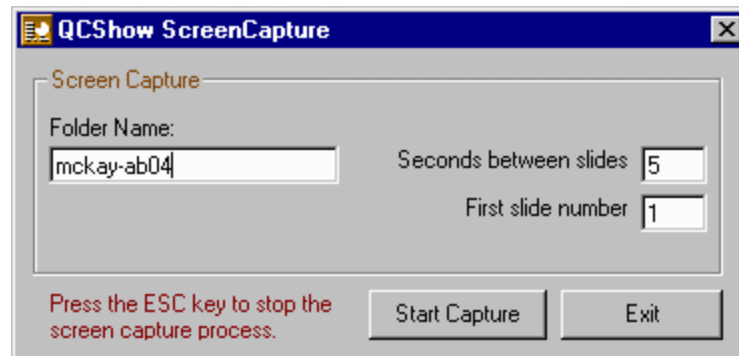 QCShow ScreenCapture
Screen Capture
Folder Name:
mckay-ab04
Seconds between slides 5
First slide number 1
Press the ESC key to stop the
screen capture process.
Start Capture
Exit